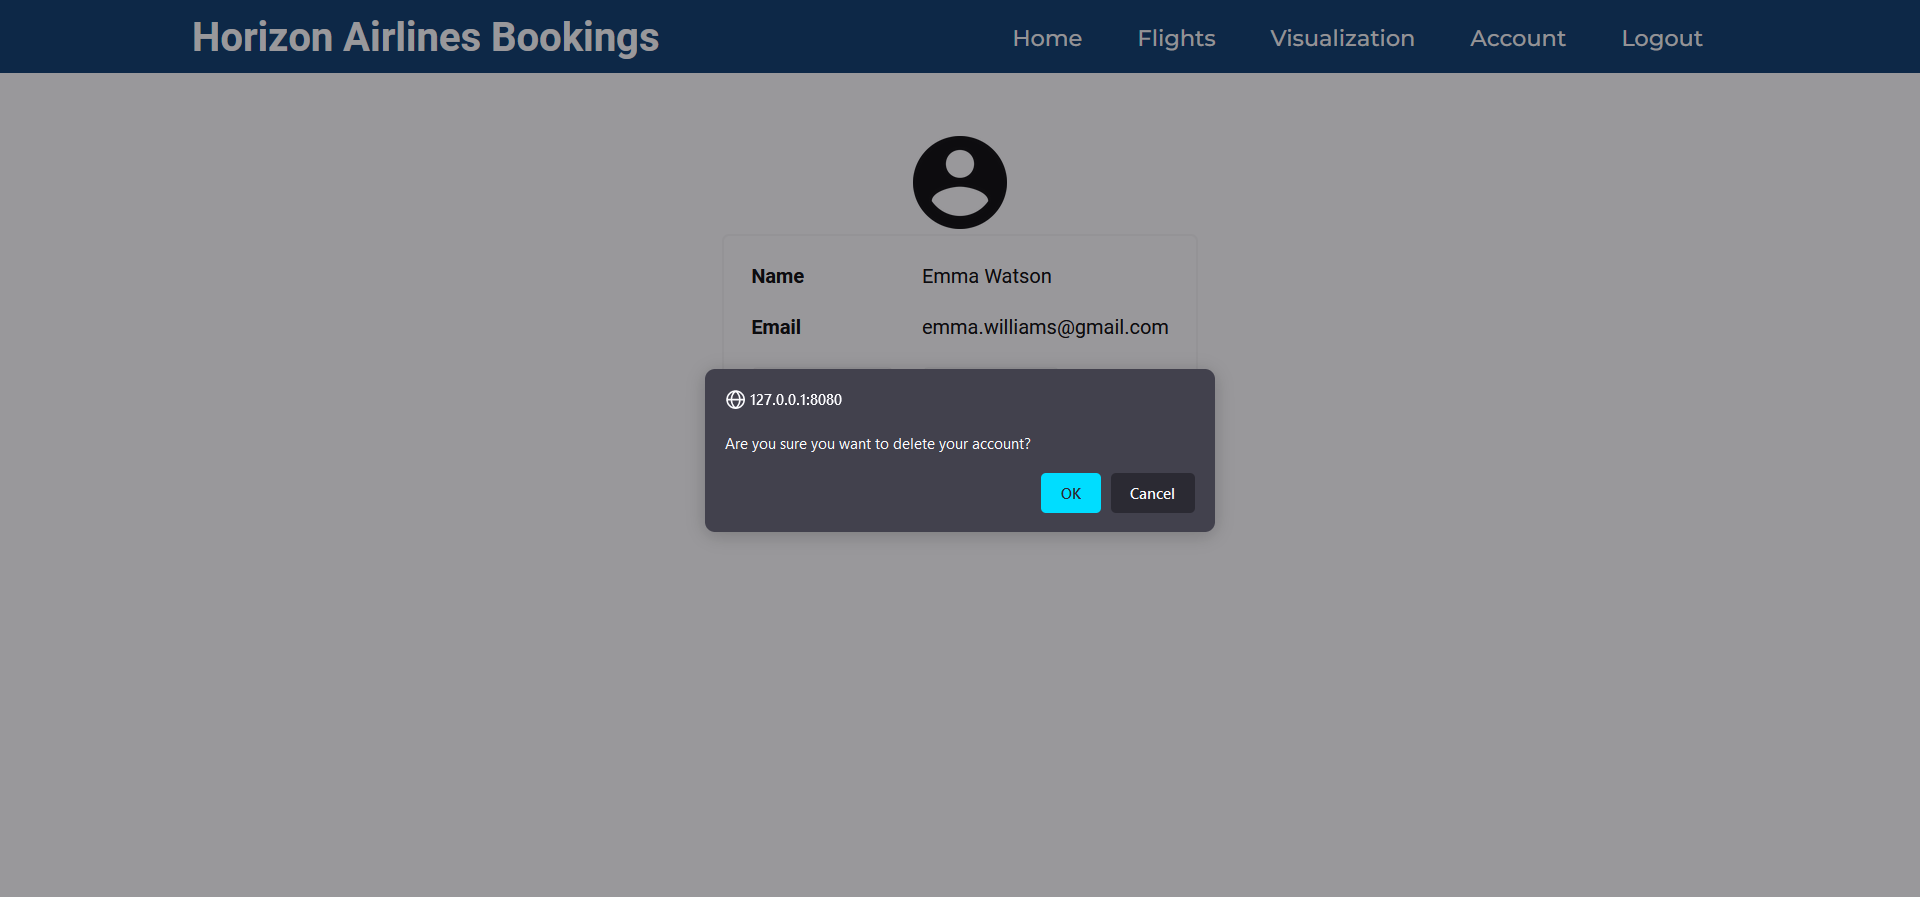 Horizon Airlines Bookings Home Flights Visualization Account Logout
Name Emma Watson
Email emma.williams@gmail.com
127.0.0.1:8080
Are you sure you want to delete your account?
OK Cancel